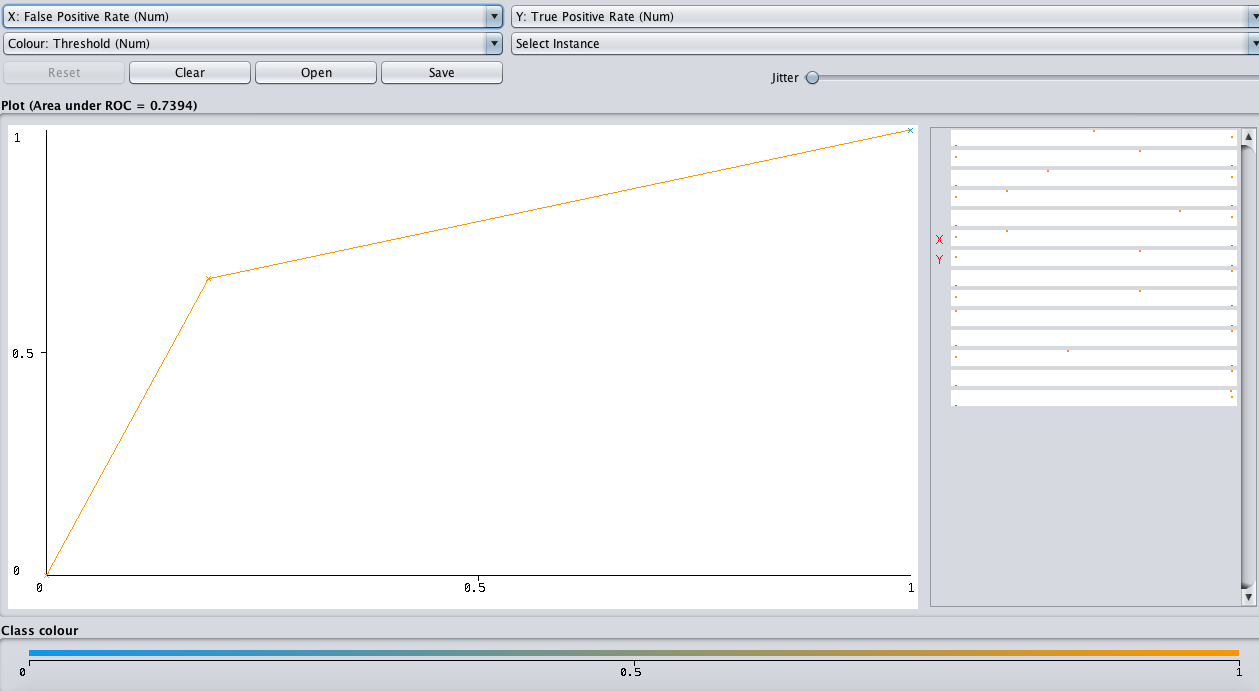 X: False Positive Rate (Num)
Y: True Positive Rate (Num)
Colour: Threshold (Num)
Select Instance
Reset
Clear
Open
Save
Jitter
Plot (Area under ROC = 0.7394)
1
0.5
0
0
0.5
1
X
Y
Class colour
0
0.5
1